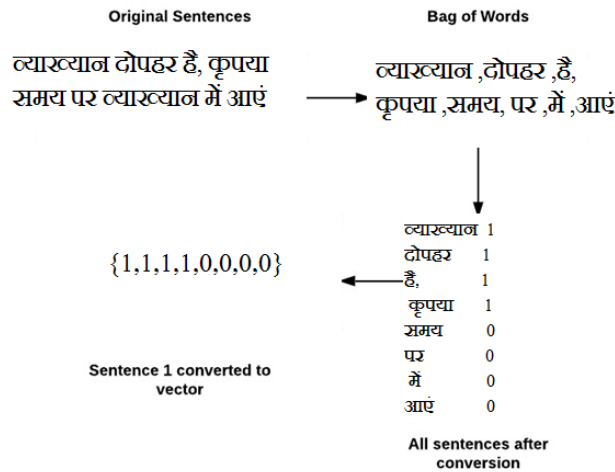 Original Sentences
Bag of Words
व्याख्यान दोपहर है, कृपया
समय पर व्याख्यान में आएं
व्याख्यान ,दोपहर ,है,
कृपया ,समय, पर ,में ,आएं
व्याख्यान 1
दोपहर 1
है, 1
कृपया 1
समय 0
पर 0
में 0
आएं 0
All sentences after
conversion
{1,1,1,1,0,0,0,0}
Sentence 1 converted to
vector